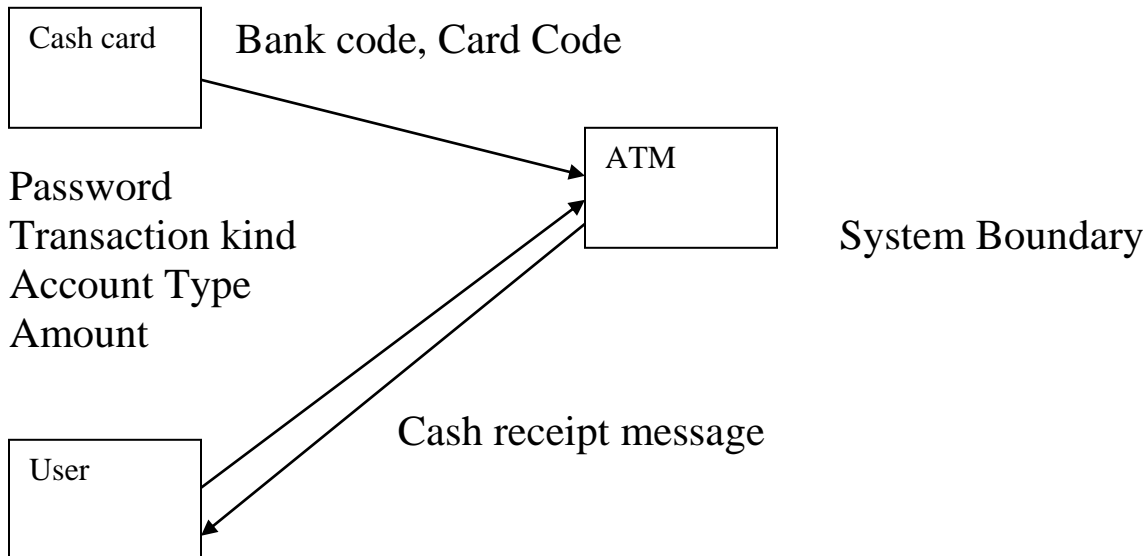 Cash card
Bank code, Card Code
ATM
Password
Transaction kind
System Boundary
Account Type
Amount
Cash receipt message
User